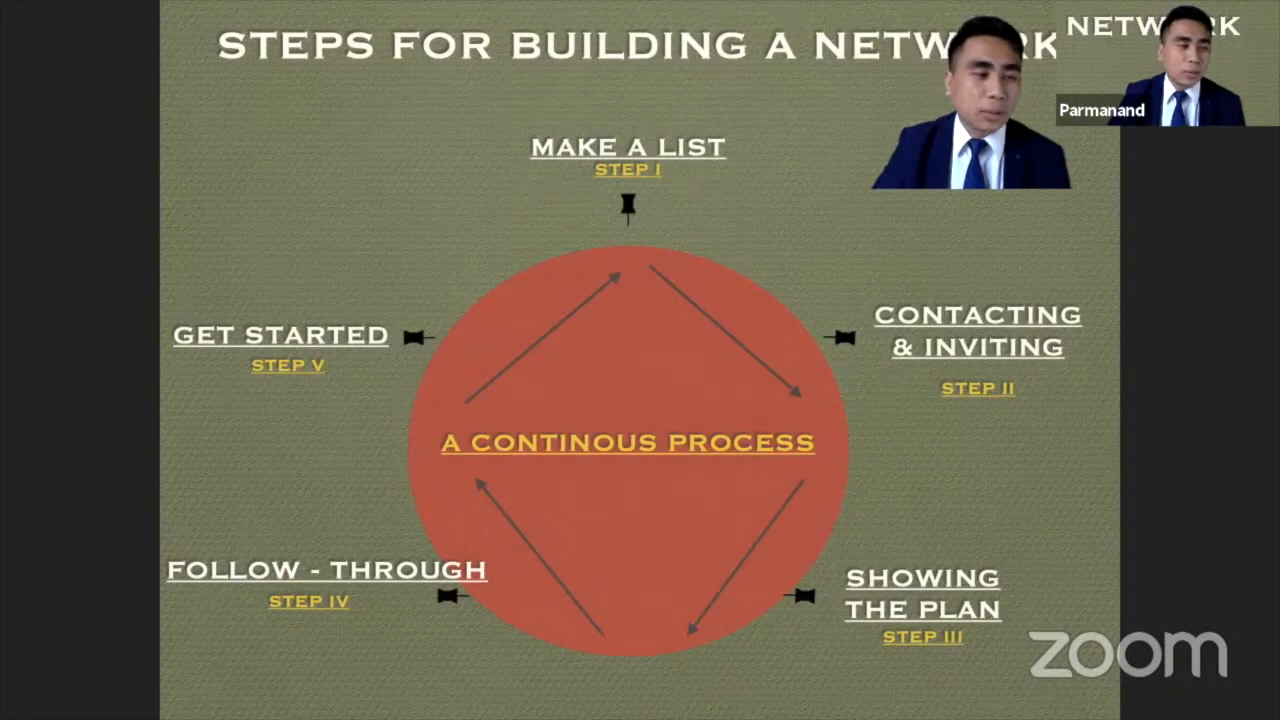 STEPS FOR BUILDING A NETW RK
NETW RK
Parmanand
MAKE A LIST
STEP I
CONTACTING
& INVITING
STEP II
GET STARTED
STEP V
A CONTINOUS PROCESS
FOLLOW - THROUGH
STEP IV
SHOWING
THE PLAN
STEP III
zoom